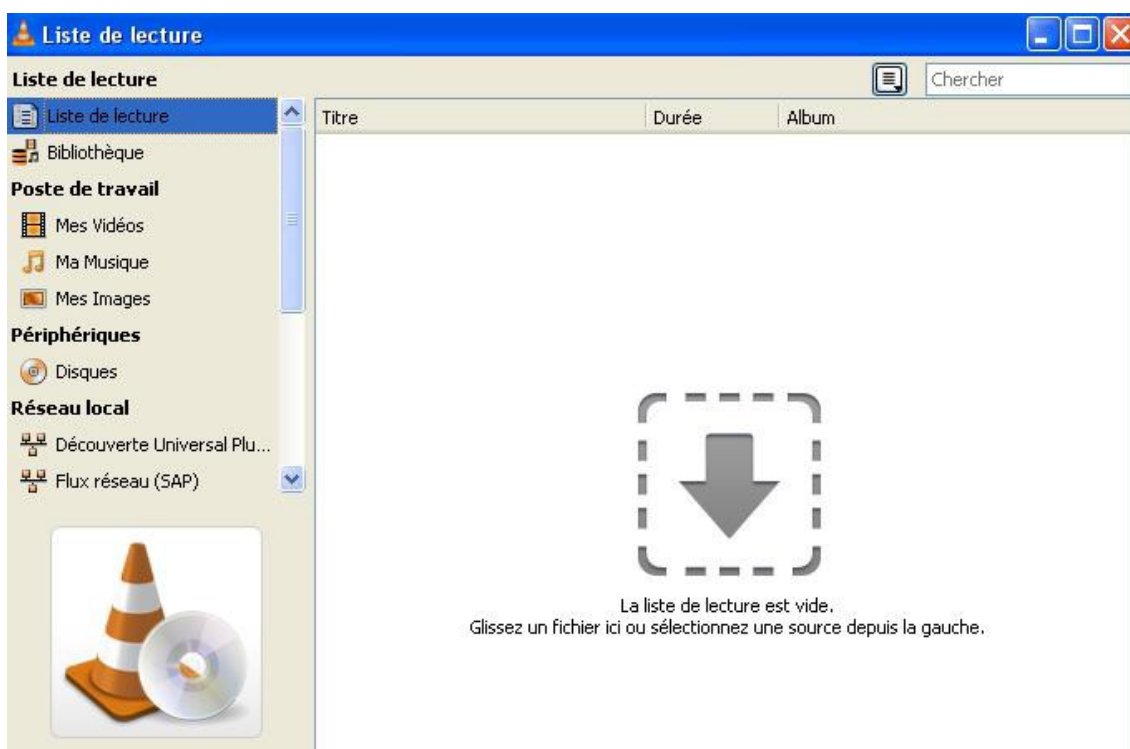 Liste de lecture
Liste de lecture
Chercher
Liste de lecture
Bibliothèque
Poste de travail
Mes Vidéos
Ma Musique
Mes Images
Périphériques
Disques
Réseau local
Découverte Universal Plu...
Flux réseau (SAP)
Titre Durée Album
La liste de lecture est vide.
Glissez un fichier ici ou sélectionnez une source depuis la gauche.